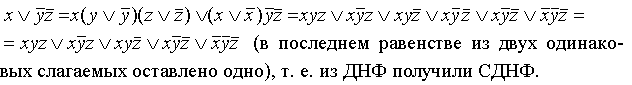 x ∨ y̅z̅ = x(y ∨ y̅)(z ∨ z̅) ∨ (x ∨ x̅) y̅z̅ = xyz ∨ xy̅z ∨ xyz̅ ∨ xy̅z̅ ∨ xy̅z̅ ∨ x̅y̅z̅ =
= xyz ∨ xy̅z ∨ xyz̅ ∨ xy̅z̅ ∨ x̅y̅z̅ (в последнем равенстве из двух одинако-
вых слагаемых оставлено одно), т. е. из ДНФ получили СДНФ.